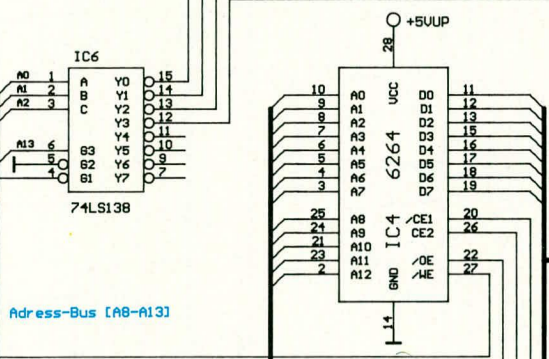 +5VUP
28
IC6
A0 1 A Y0 15
A1 2 B Y1 14
A2 3 C Y2 13
Y3 12
Y4 11
A13 6 G3 Y5 10
5 G2 Y6 9
4 G1 Y7 7
74LS138
VCC
10 A0 D0 11
9 A1 D1 12
8 A2 D2 13
7 A3 D3 15
6 A4 D4 16
5 A5 D5 17
4 A6 D6 18
3 A7 D7 19
6264
25 A8 /CE1 20
24 A9 CE2 26
21 A10
23 A11 /OE 22
2 A12 /WE 27
IC4
GND
14
Adress-Bus [A8-A13]